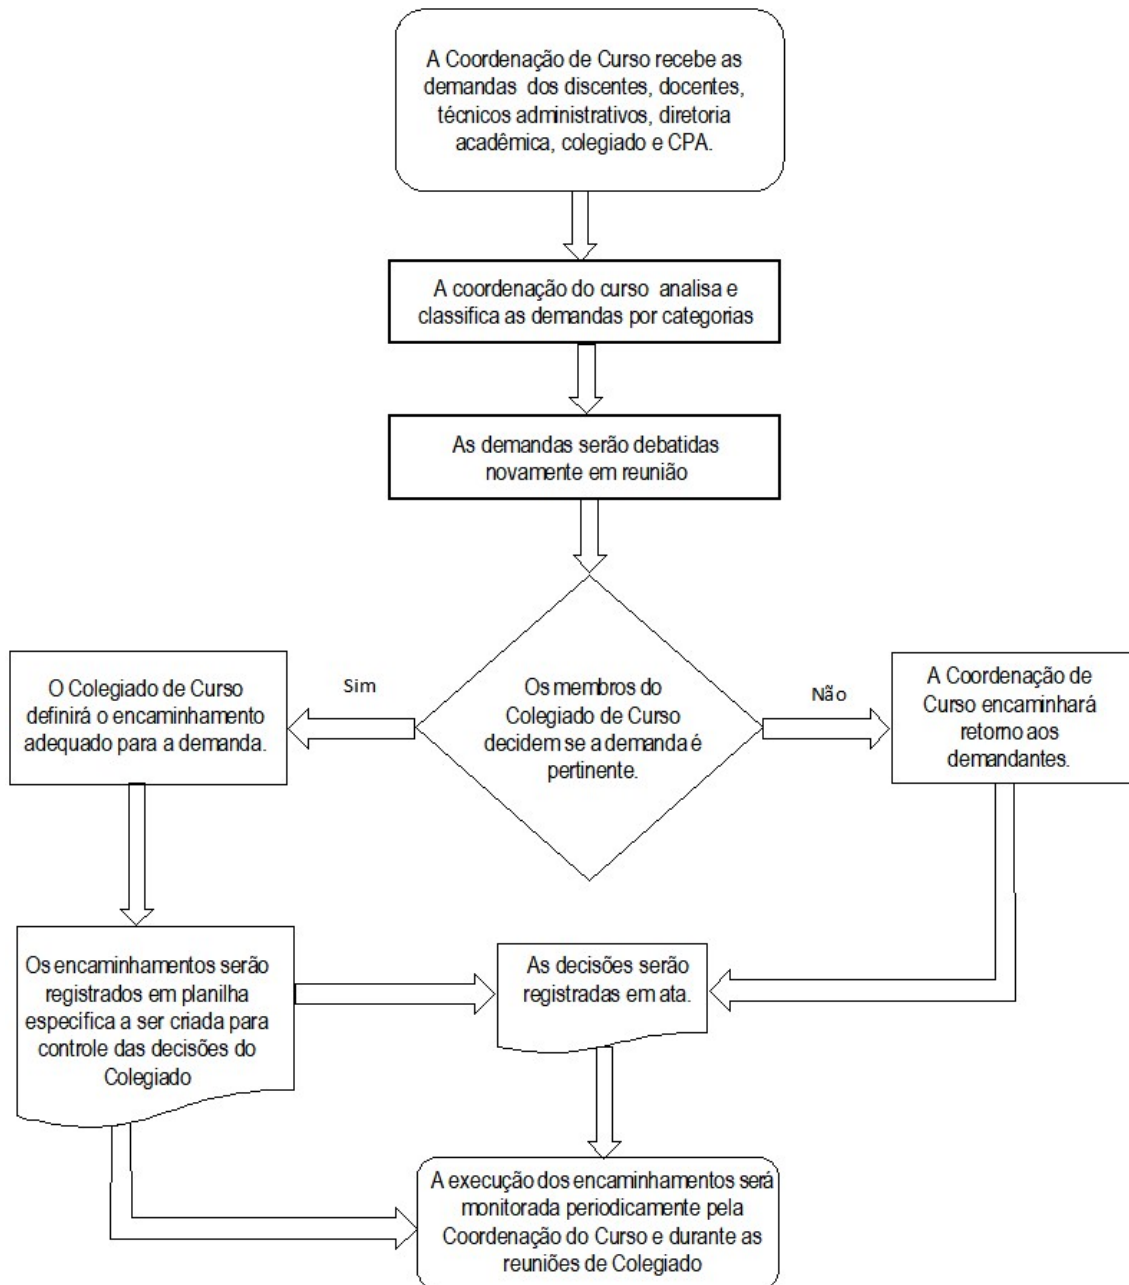 A Coordenação de Curso recebe as
demandas dos discentes, docentes,
técnicos administrativos, diretoria
acadêmica, colegiado e CPA.
A coordenação do curso analisa e
classifica as demandas por categorias
As demandas serão debatidas
novamente em reunião
Os membros do
Colegiado de Curso
decidem se a demanda é
pertinente.
Sim
O Colegiado de Curso
definirá o encaminhamento
adequado para a demanda.
Não
A Coordenação de
Curso encaminhará
retorno aos
demandantes.
Os encaminhamentos serão
registrados em planilha
especifica a ser criada para
controle das decisões do
Colegiado
As decisões serão
registradas em ata.
A execução dos encaminhamentos será
monitorada periodicamente pela
Coordenação do Curso e durante as
reuniões de Colegiado